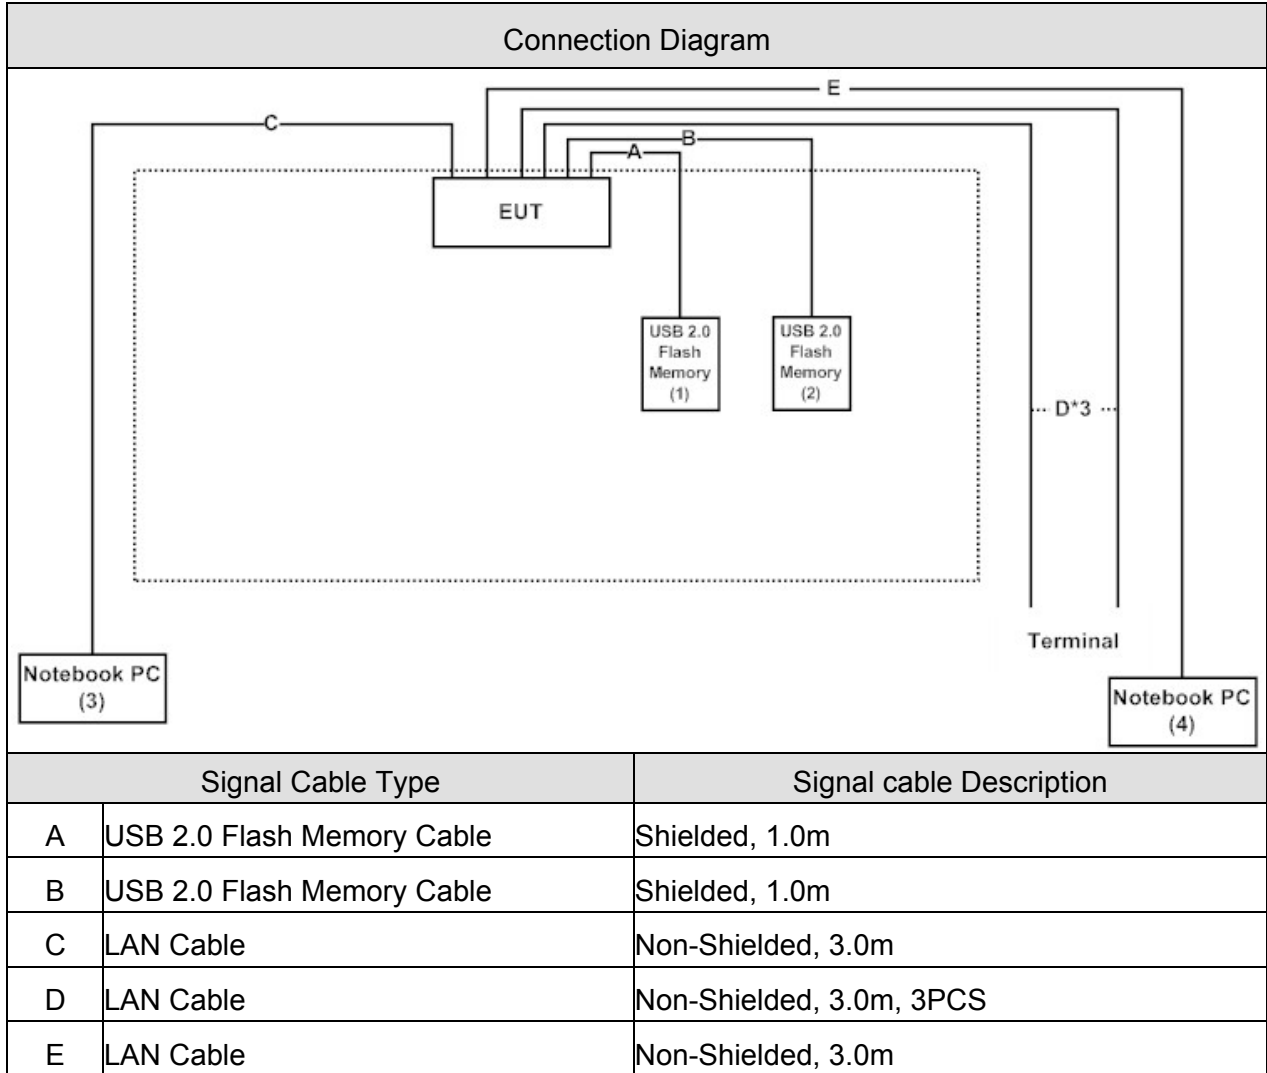 Connection Diagram
E
C
B
A
EUT
USB 2.0
Flash
Memory
(1)
USB 2.0
Flash
Memory
(2)
... D*3 ...
Terminal
Notebook PC
(3)
Notebook PC
(4)
Signal Cable Type Signal cable Description
A USB 2.0 Flash Memory Cable Shielded, 1.0m
B USB 2.0 Flash Memory Cable Shielded, 1.0m
C LAN Cable Non-Shielded, 3.0m
D LAN Cable Non-Shielded, 3.0m, 3PCS
E LAN Cable Non-Shielded, 3.0m